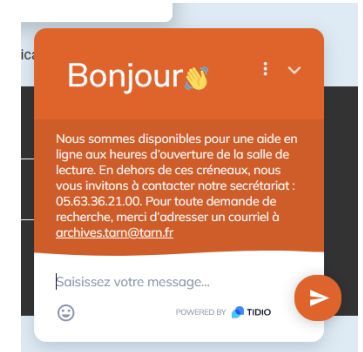 ica
Bonjour👋
Nous sommes disponibles pour une aide en
ligne aux heures d'ouverture de la salle de
lecture. En dehors de ces créneaux, nous
vous invitons à contacter notre secrétariat :
05.63.36.21.00. Pour toute demande de
recherche, merci d'adresser un courriel à
archives.tarn@tarn.fr
Saisissez votre message...
POWERED BY TIDIO